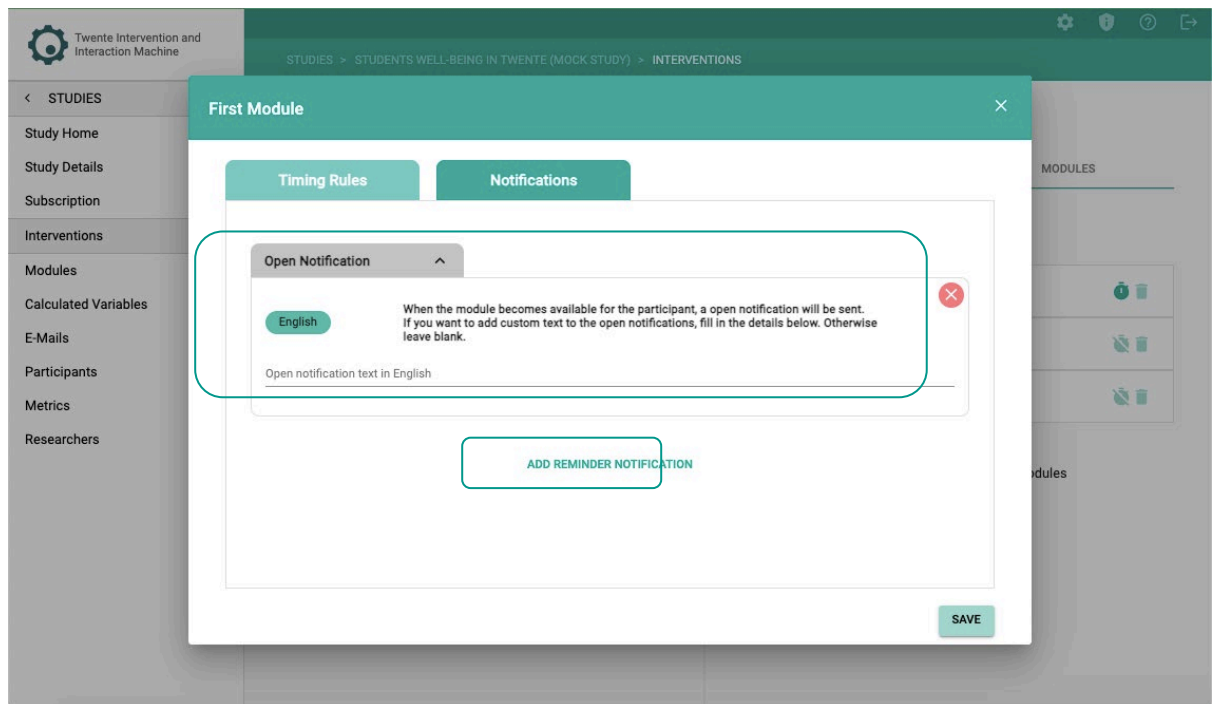 Twente Intervention and
Interaction Machine
STUDIES > STUDENTS WELL-BEING IN TWENTE (MOCK STUDY) > INTERVENTIONS
< STUDIES
Study Home
Study Details
Subscription
Interventions
Modules
Calculated Variables
E-Mails
Participants
Metrics
Researchers
First Module
Timing Rules
Notifications
Open Notification
English
When the module becomes available for the participant, a open notification will be sent.
If you want to add custom text to the open notifications, fill in the details below. Otherwise
leave blank.
Open notification text in English
ADD REMINDER NOTIFICATION
SAVE
MODULES